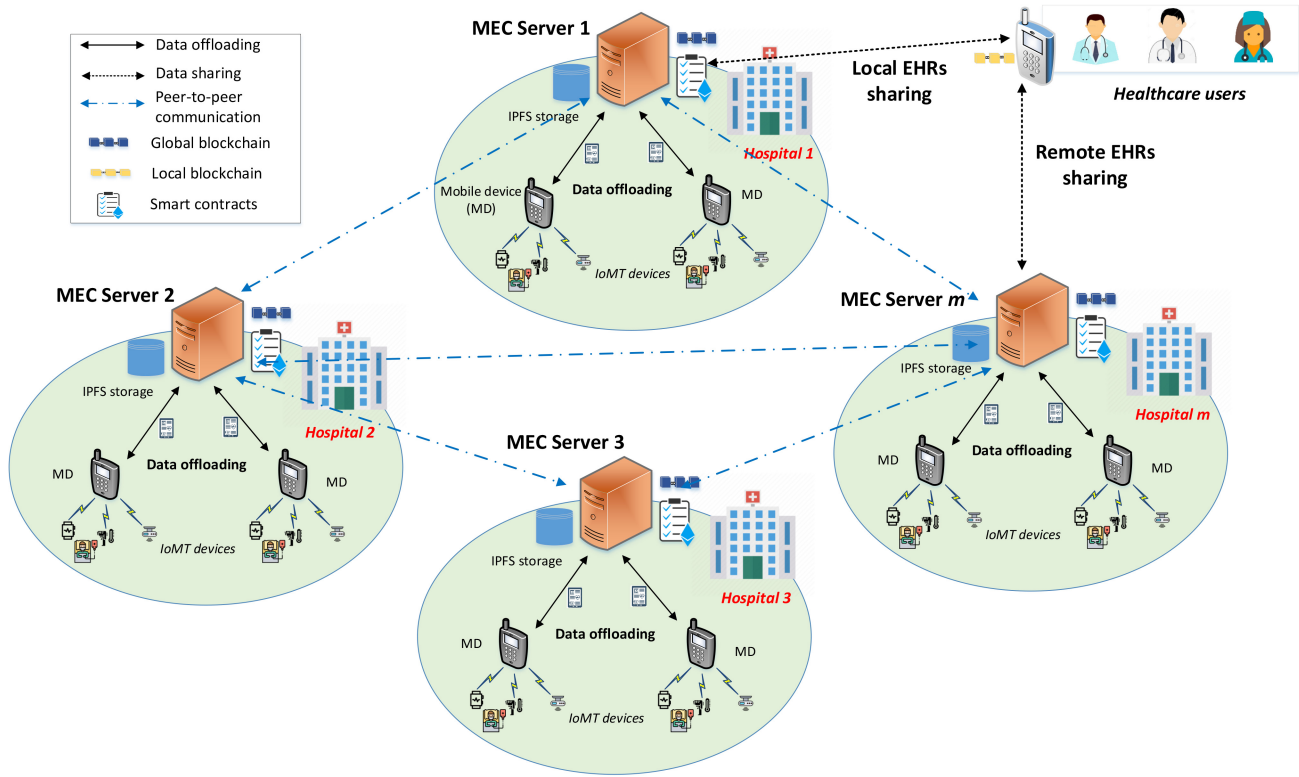 Data offloading
Data sharing
Peer-to-peer
communication
Global blockchain
Local blockchain
Smart contracts
MEC Server 1
IPFS storage
Hospital 1
Mobile device
(MD)
Data offloading
MD
IoMT devices
Local EHRs
sharing
Healthcare users
Remote EHRs
sharing
MEC Server 2
IPFS storage
Hospital 2
MD
Data offloading
MD
IoMT devices
MEC Server 3
IPFS storage
Hospital 3
MD
Data offloading
MD
IoMT devices
MEC Server m
IPFS storage
Hospital m
MD
Data offloading
MD
IoMT devices